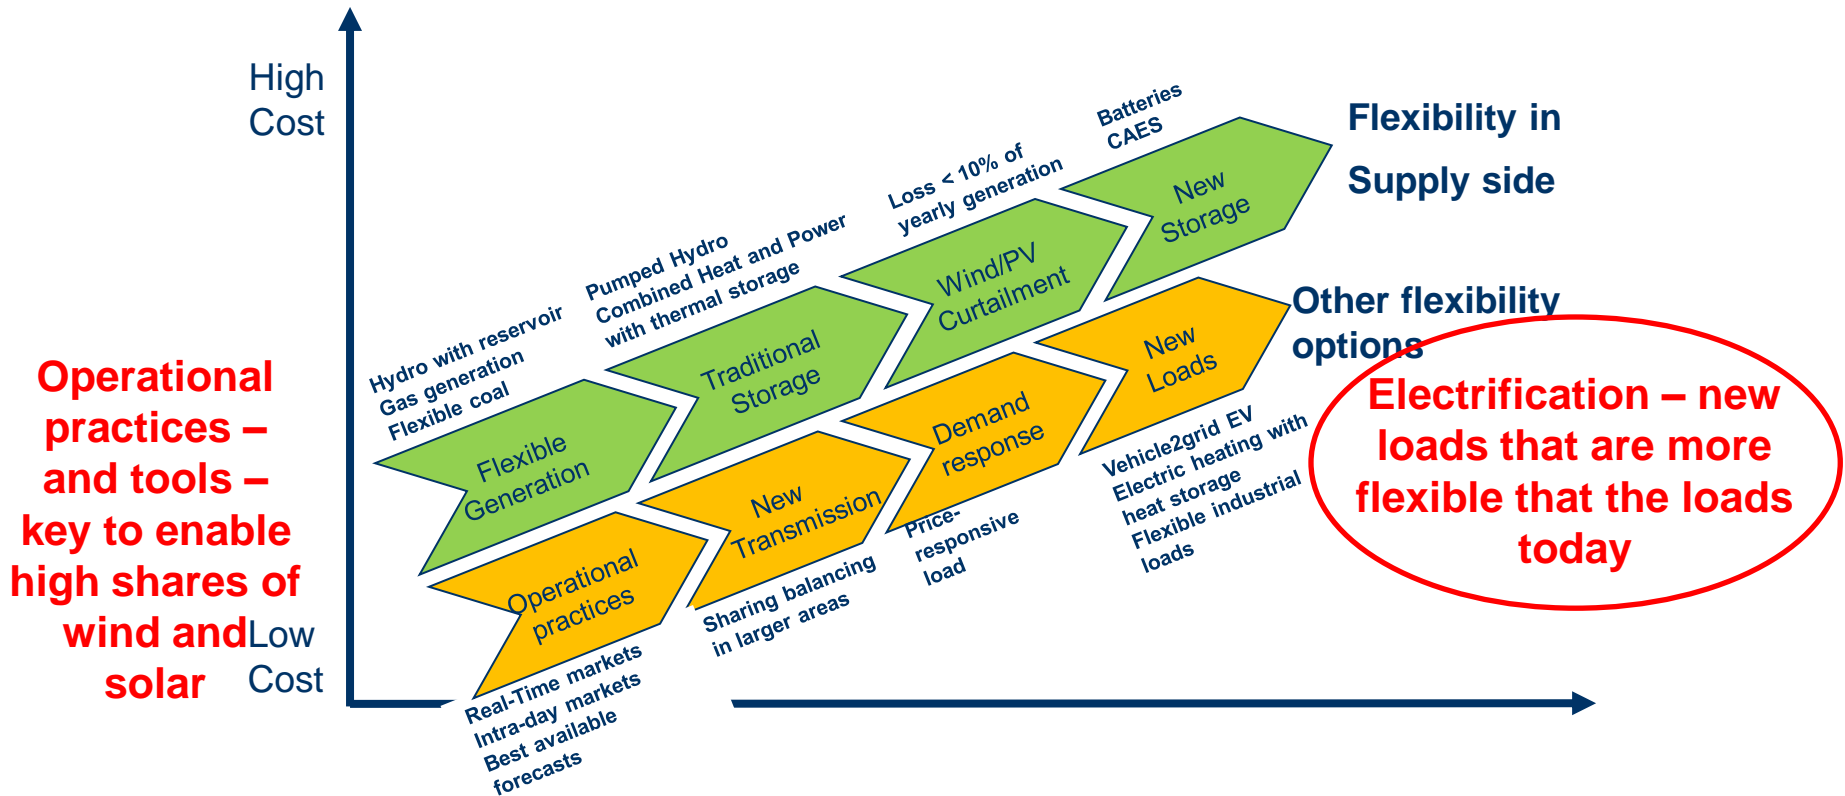 High
Cost
Batteries
CAES
Flexibility in
Supply side
Loss < 10% of
yearly generation
New
Storage
Pumped Hydro
Combined Heat and Power
with thermal storage
Wind/PV
Curtailment
Hydro with reservoir
Gas generation
Flexible coal
Traditional
Storage
Flexible
Generation
Other flexibility
options
New
Loads
Demand
response
New
Transmission
Operational
practices
Vehicle2grid EV
Electric heating with
heat storage
Flexible industrial
loads
Price-
responsive
load
Sharing balancing
in larger areas
Real-Time markets
Intra-day markets
Best available
forecasts
Operational
practices –
and tools –
key to enable
high shares of
wind and
solar
Low
Cost
Electrification – new
loads that are more
flexible that the loads
today